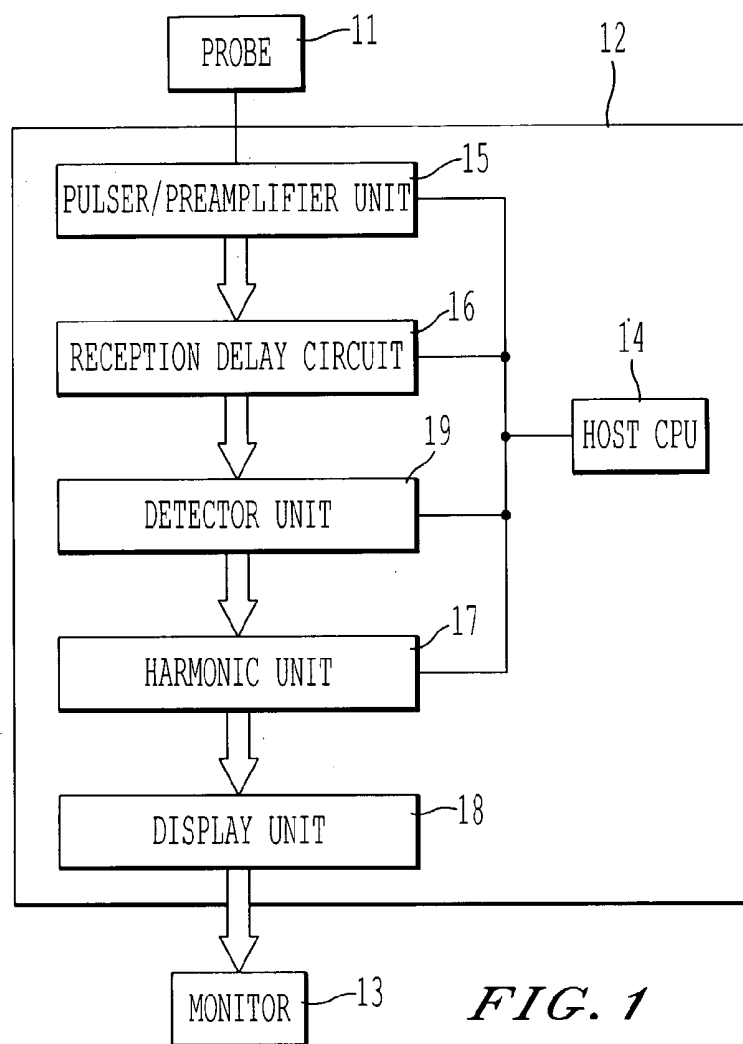 11
PROBE
12
15
PULSER/PREAMPLIFIER UNIT
16
RECEPTION DELAY CIRCUIT
14
HOST CPU
19
DETECTOR UNIT
17
HARMONIC UNIT
18
DISPLAY UNIT
13
MONITOR
FIG. 1